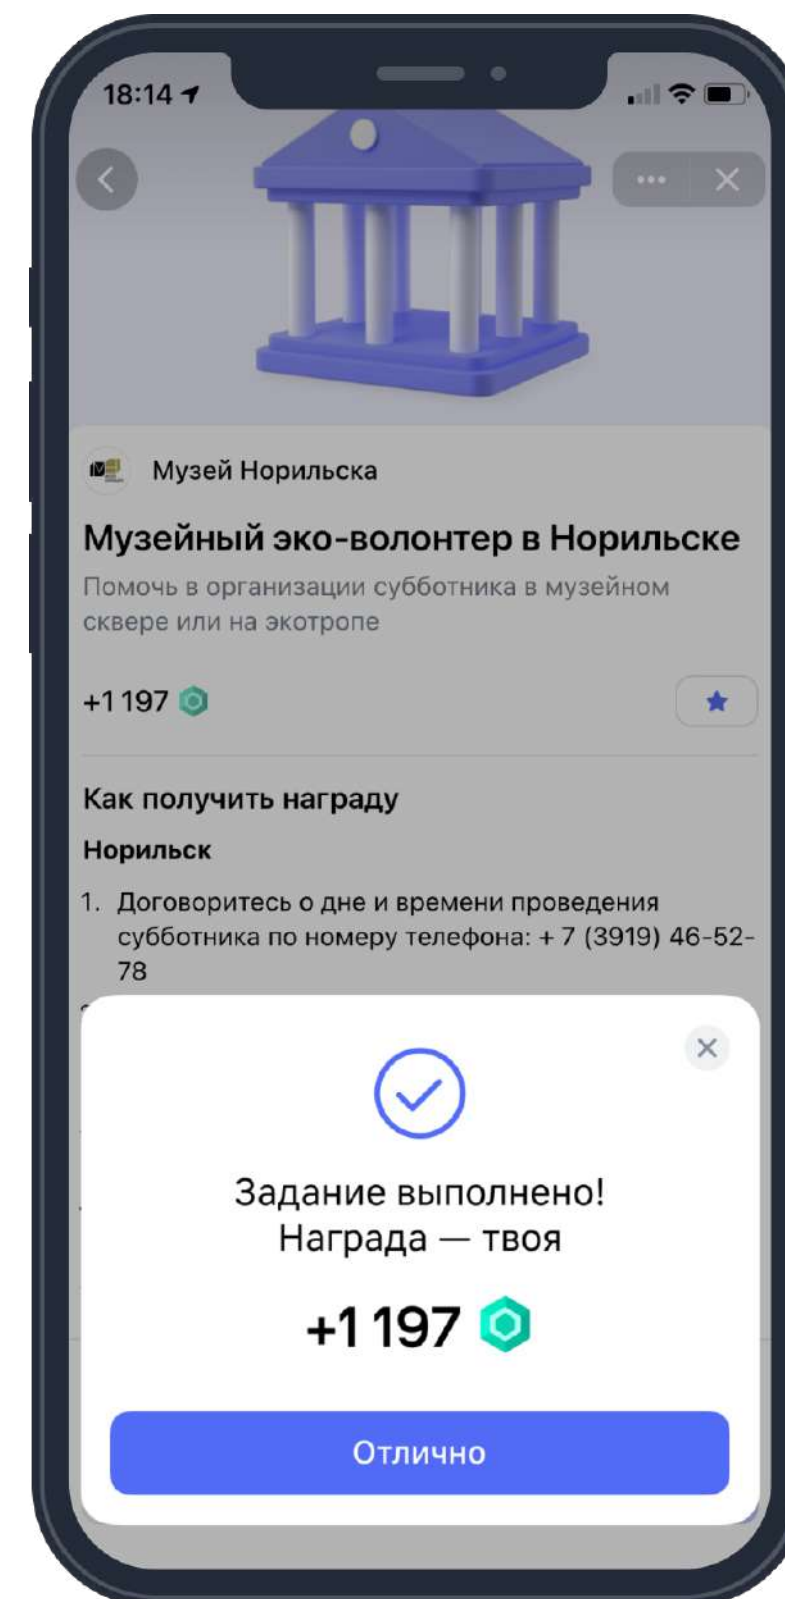 18:14
Музей Норильска
Музейный эко-волонтер в Норильске
Помочь в организации субботника в музейном
сквере или на экотропе
+1 197
Как получить награду
Норильск
1. Договоритесь о дне и времени проведения
субботника по номеру телефона: + 7 (3919) 46-52-
78
Задание выполнено!
Награда — твоя
+1 197
Отлично